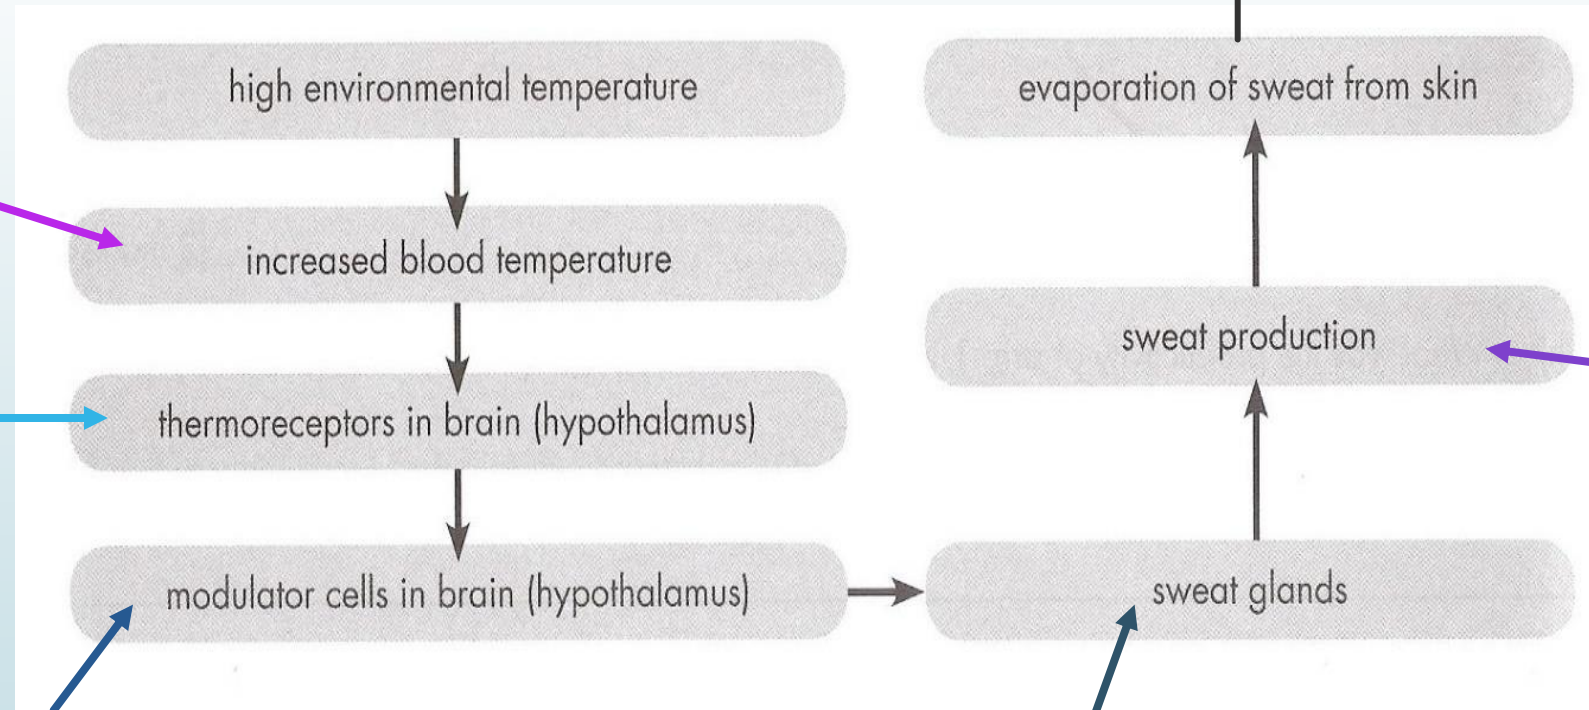 high environmental temperature
increased blood temperature
thermoreceptors in brain (hypothalamus)
modulator cells in brain (hypothalamus)
sweat glands
sweat production
evaporation of sweat from skin